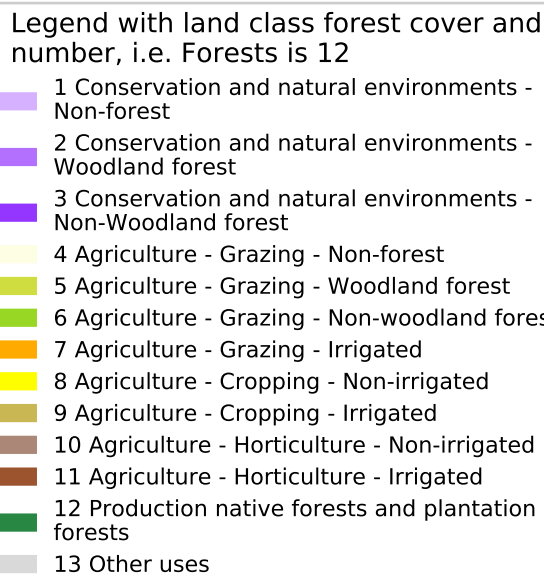 Legend with land class forest cover and
number, i.e. Forests is 12
1 Conservation and natural environments -
Non-forest
2 Conservation and natural environments -
Woodland forest
3 Conservation and natural environments -
Non-Woodland forest
4 Agriculture - Grazing - Non-forest
5 Agriculture - Grazing - Woodland forest
6 Agriculture - Grazing - Non-woodland fores
7 Agriculture - Grazing - Irrigated
8 Agriculture - Cropping - Non-irrigated
9 Agriculture - Cropping - Irrigated
10 Agriculture - Horticulture - Non-irrigated
11 Agriculture - Horticulture - Irrigated
12 Production native forests and plantation
forests
13 Other uses